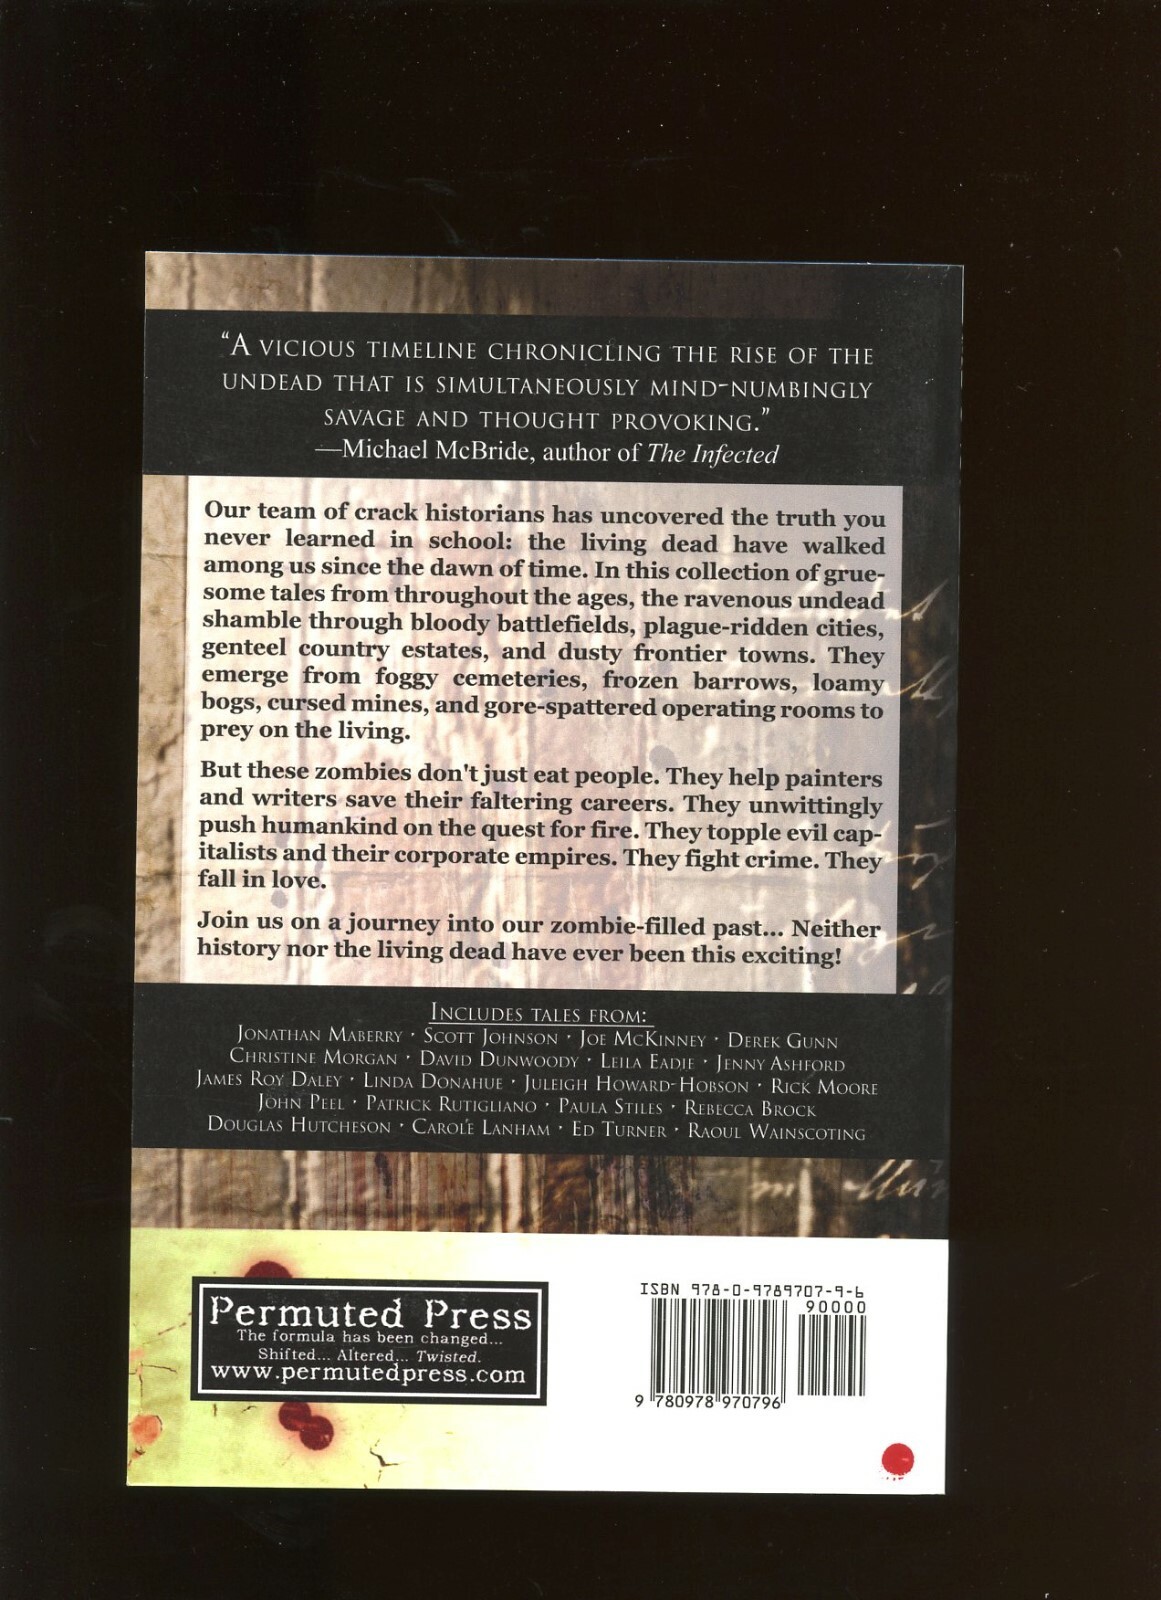 “A VICIOUS TIMELINE CHRONICLING THE RISE OF THE
UNDEAD THAT IS SIMULTANEOUSLY MIND-NUMBINGLY
SAVAGE AND THOUGHT PROVOKING.”
—Michael McBride, author of The Infected
Our team of crack historians has uncovered the truth you
never learned in school: the living dead have walked
among us since the dawn of time. In this collection of grue-
some tales from throughout the ages, the ravenous undead
shamble through bloody battlefields, plague-ridden cities,
genteel country estates, and dusty frontier towns. They
emerge from foggy cemeteries, frozen barrows, loamy
bogs, cursed mines, and gore-spattered operating rooms to
prey on the living.
But these zombies don't just eat people. They help painters
and writers save their faltering careers. They unwittingly
push humankind on the quest for fire. They topple evil cap-
italists and their corporate empires. They fight crime. They
fall in love.
Join us on a journey into our zombie-filled past... Neither
history nor the living dead have ever been this exciting!
INCLUDES TALES FROM:
JONATHAN MABERRY · SCOTT JOHNSON · JOE MCKINNEY · DEREK GUNN
CHRISTINE MORGAN · DAVID DUNWOODY · LEILA EADIE · JENNY ASHFORD
JAMES ROY DALEY · LINDA DONAHUE · JULEIGH HOWARD-HOBSON · RICK MOORE
JOHN PEEL · PATRICK RUTIGLIANO · PAULA STILES · REBECCA BROCK
DOUGLAS HUTCHESON · CAROLE LANHAM · ED TURNER · RAOUL WAINSCOTING
Permuted Press
The formula has been changed...
Shifted... Altered... Twisted.
www.permutedpress.com
ISBN 978-0-9789707-9-6
90000
9 780978 970796